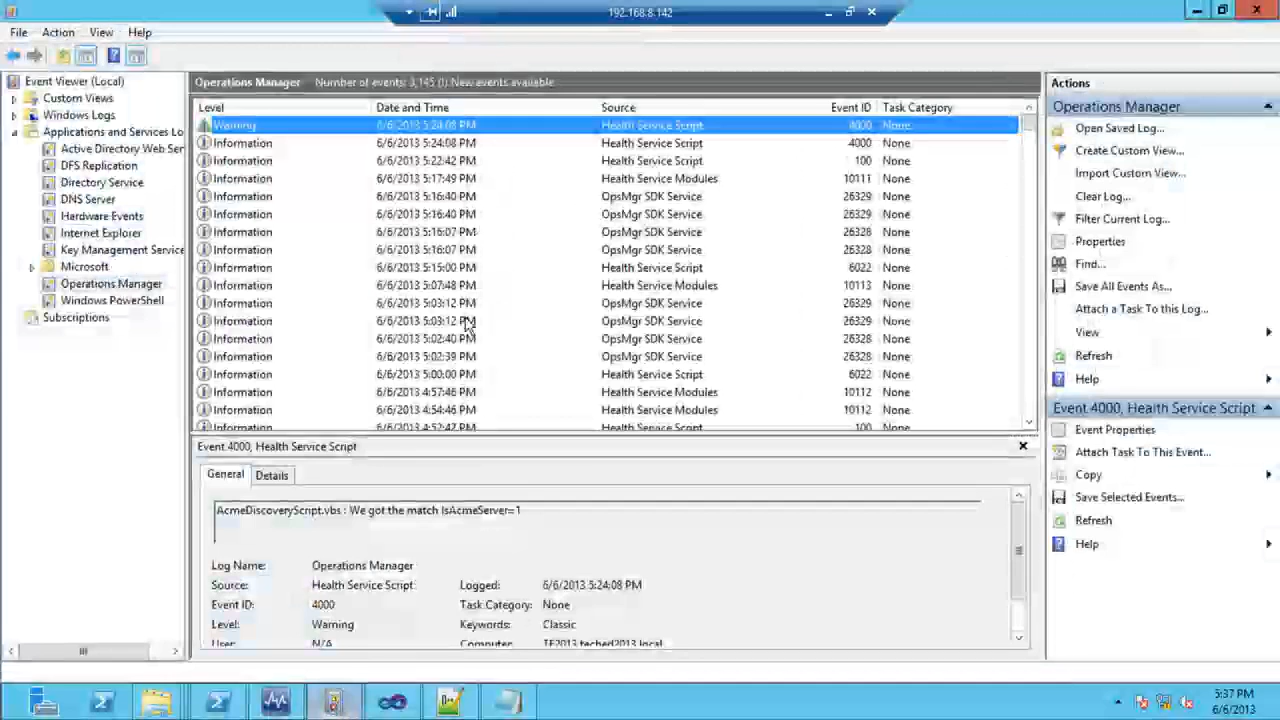 192.168.8.142
File Action View Help
Event Viewer (Local)
Custom Views
Windows Logs
Applications and Services Lo
Active Directory Web Ser
DFS Replication
Directory Service
DNS Server
Hardware Events
Internet Explorer
Key Management Service
Microsoft
Operations Manager
Windows PowerShell
Subscriptions
Operations Manager Number of events: 3,145 (!) New events available
Level Date and Time Source Event ID Task Category
Warning 6/6/2013 5:24:08 PM Health Service Script 4000 None
Information 6/6/2013 5:24:08 PM Health Service Script 4000 None
Information 6/6/2013 5:22:42 PM Health Service Script 100 None
Information 6/6/2013 5:17:49 PM Health Service Modules 10111 None
Information 6/6/2013 5:16:40 PM OpsMgr SDK Service 26329 None
Information 6/6/2013 5:16:40 PM OpsMgr SDK Service 26329 None
Information 6/6/2013 5:16:07 PM OpsMgr SDK Service 26328 None
Information 6/6/2013 5:16:07 PM OpsMgr SDK Service 26328 None
Information 6/6/2013 5:15:00 PM Health Service Script 6022 None
Information 6/6/2013 5:07:48 PM Health Service Modules 10113 None
Information 6/6/2013 5:03:12 PM OpsMgr SDK Service 26329 None
Information 6/6/2013 5:03:12 PM OpsMgr SDK Service 26329 None
Information 6/6/2013 5:02:40 PM OpsMgr SDK Service 26328 None
Information 6/6/2013 5:02:39 PM OpsMgr SDK Service 26328 None
Information 6/6/2013 5:00:00 PM Health Service Script 6022 None
Information 6/6/2013 4:57:46 PM Health Service Modules 10112 None
Information 6/6/2013 4:54:46 PM Health Service Modules 10112 None
Information 6/6/2013 4:52:42 PM Health Service Script 100 None
Event 4000, Health Service Script
General Details
AcmeDiscoveryScript.vbs : We got the match IsAcmeServer=1
Log Name: Operations Manager
Source: Health Service Script Logged: 6/6/2013 5:24:08 PM
Event ID: 4000 Task Category: None
Level: Warning Keywords: Classic
User: N/A Computer: TE2013.teched2013.local
Actions
Operations Manager
Open Saved Log...
Create Custom View...
Import Custom View...
Clear Log...
Filter Current Log...
Properties
Find...
Save All Events As...
Attach a Task To this Log...
View
Refresh
Help
Event 4000, Health Service Script
Event Properties
Attach Task To This Event...
Copy
Save Selected Events...
Refresh
Help
5:37 PM
6/6/2013